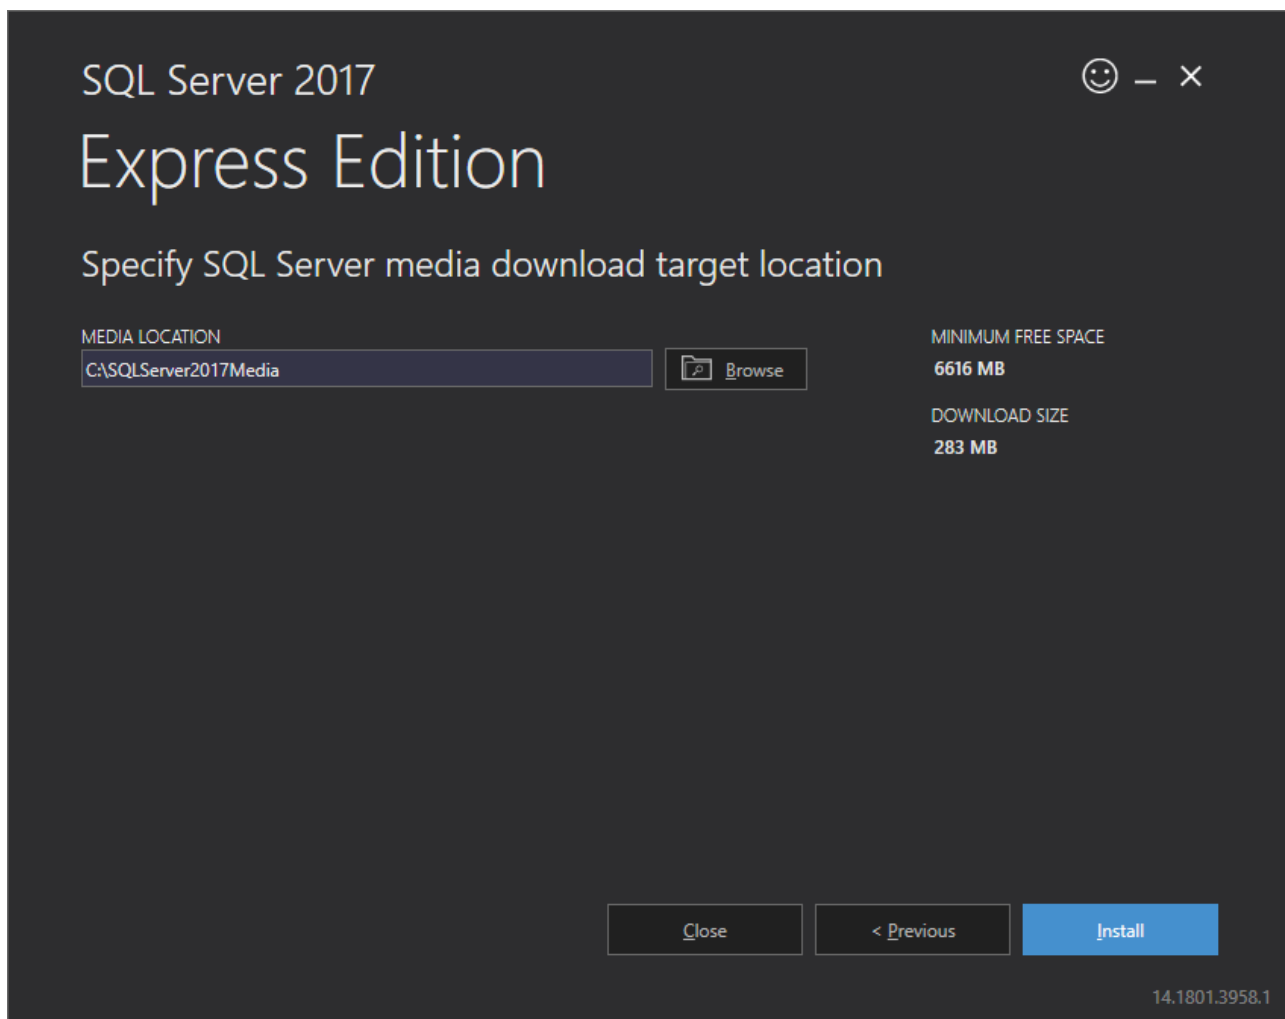 SQL Server 2017
Express Edition
Specify SQL Server media download target location
MEDIA LOCATION
C:\SQLServer2017Media
Browse
MINIMUM FREE SPACE
6616 MB
DOWNLOAD SIZE
283 MB
Close
< Previous
Install
14.1801.3958.1